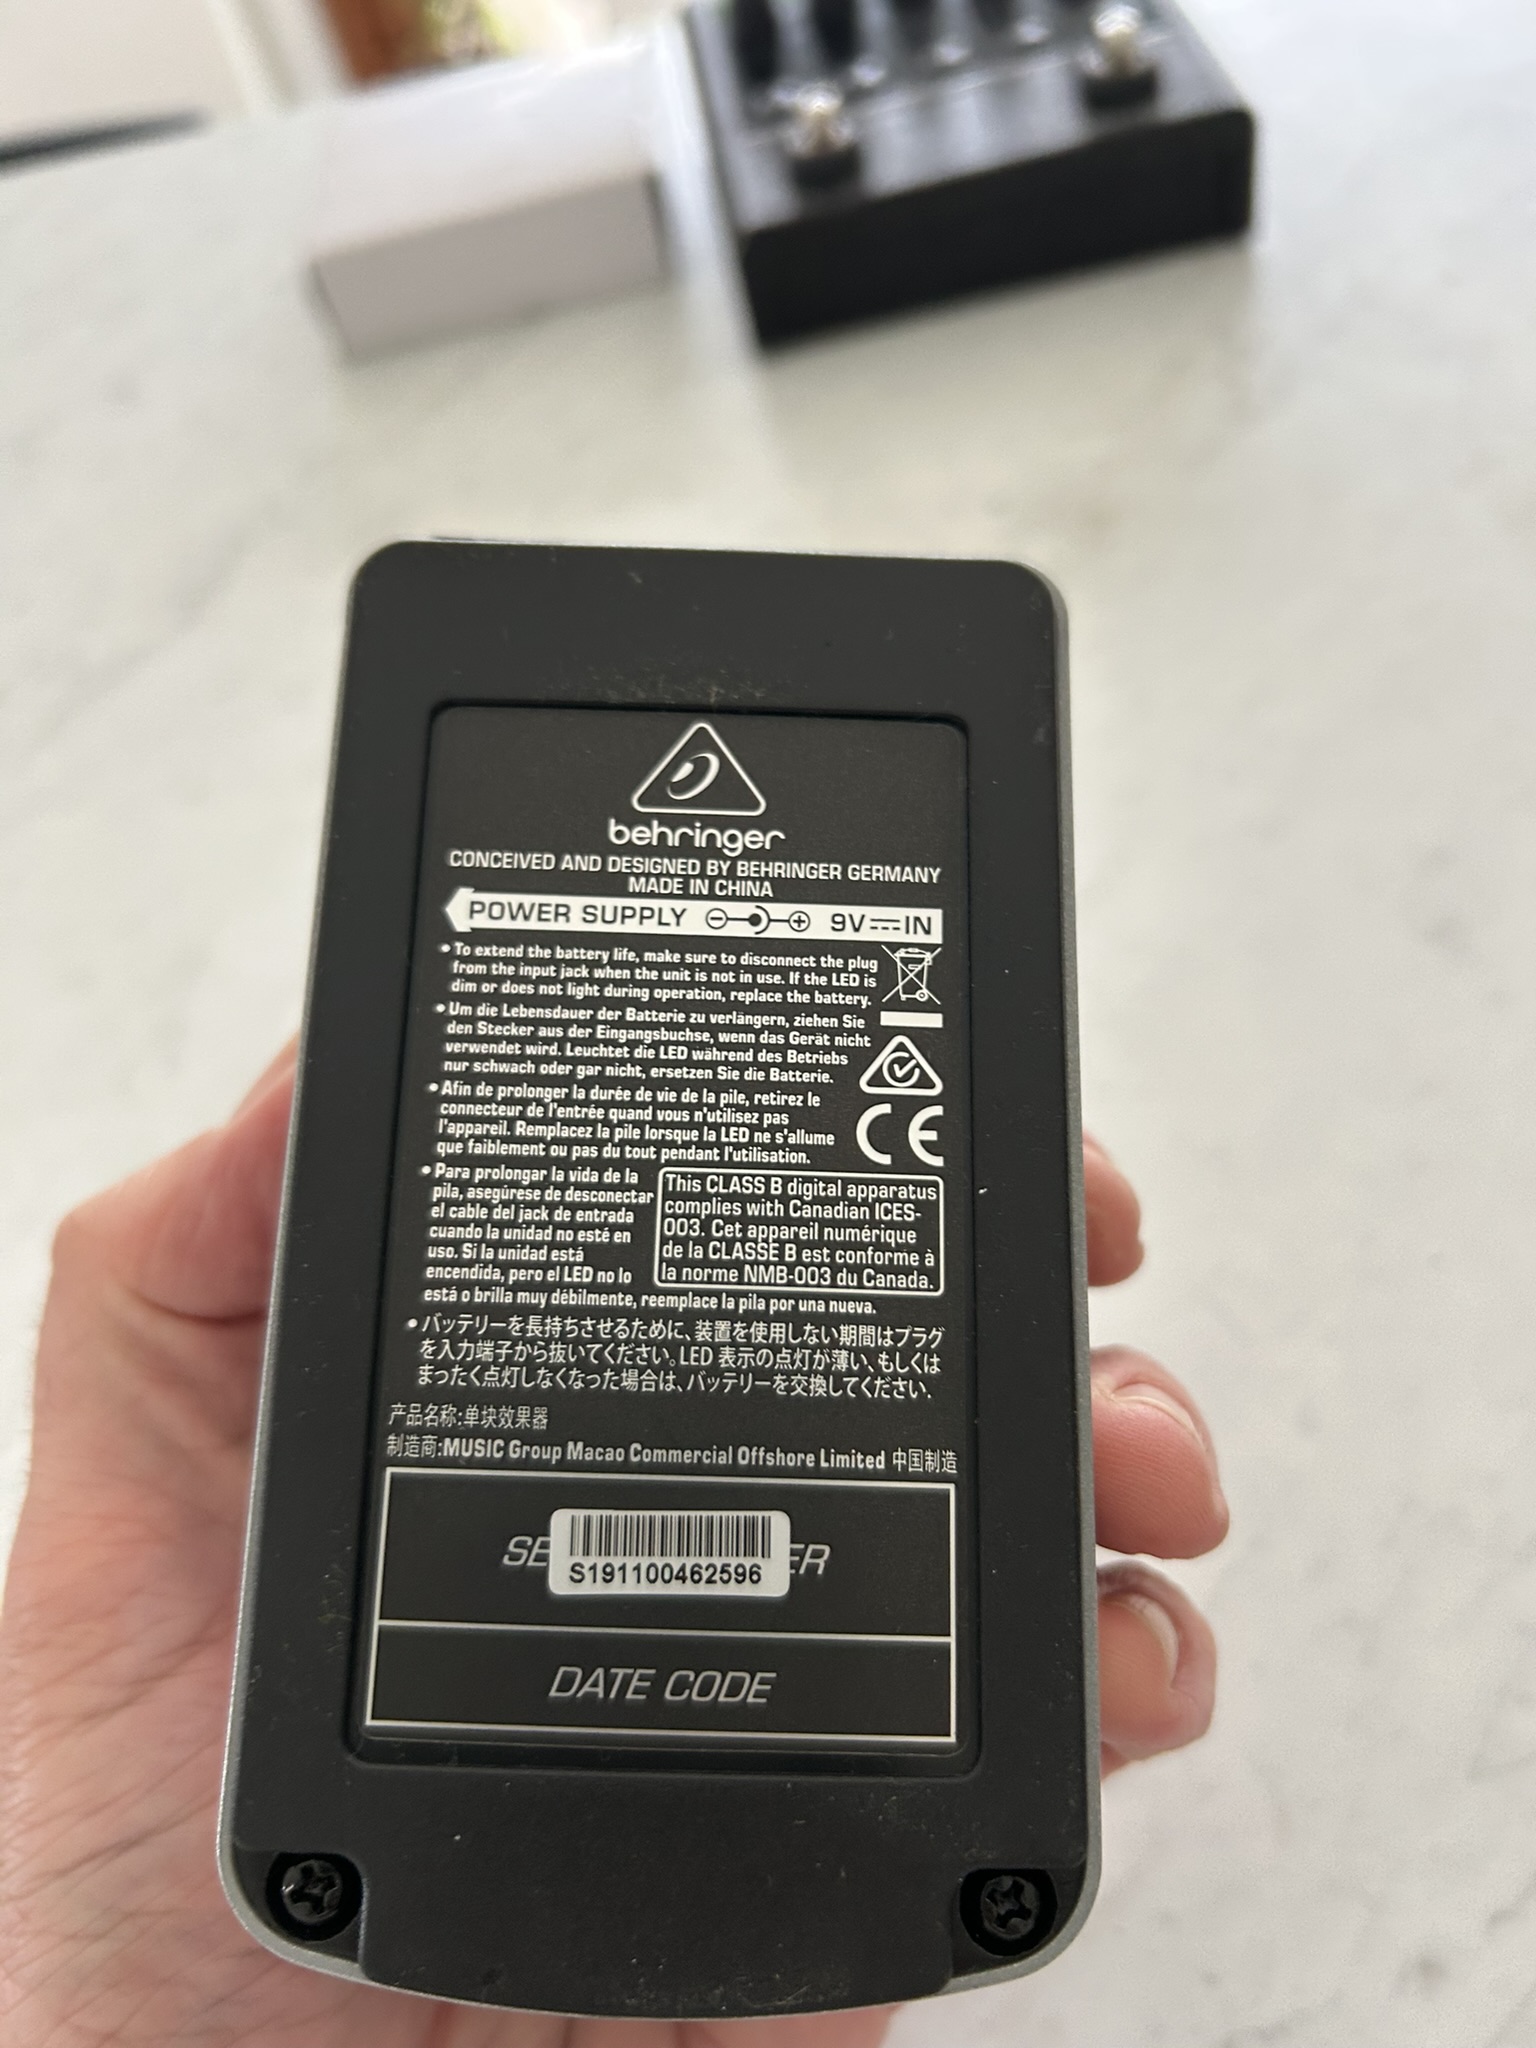 behringer
CONCEIVED AND DESIGNED BY BEHRINGER GERMANY
MADE IN CHINA
POWER SUPPLY 9V IN
• To extend the battery life, make sure to disconnect the plug
from the input jack when the unit is not in use. If the LED is
dim or does not light during operation, replace the battery.
• Um die Lebensdauer der Batterie zu verlängern, ziehen Sie
den Stecker aus der Eingangsbuchse, wenn das Gerät nicht
verwendet wird. Leuchtet die LED während des Betriebs
nur schwach oder gar nicht, ersetzen Sie die Batterie.
• Afin de prolonger la durée de vie de la pile, retirez le
connecteur de l'entrée quand vous n'utilisez pas
l'appareil. Remplacez la pile lorsque la LED ne s'allume
que faiblement ou pas du tout pendant l'utilisation.
CE
• Para prolongar la vida de la
pila, asegúrese de desconectar
el cable del jack de entrada
cuando la unidad no esté en
uso. Si la unidad está
encendida, pero el LED no lo
está o brilla muy débilmente, reemplace la pila por una nueva.
This CLASS B digital apparatus
complies with Canadian ICES-
003. Cet appareil numérique
de la CLASSE B est conforme à
la norme NMB-003 du Canada.
• バッテリーを長持ちさせるために、装置を使用しない期間はプラグ
を入力端子から抜いてください。LED 表示の点灯が薄い、もしくは
まったく点灯しなくなった場合は、バッテリーを交換してください.
产品名称:单块效果器
制造商:MUSIC Group Macao Commercial Offshore Limited 中国制造
SE ER
S191100462596
DATE CODE